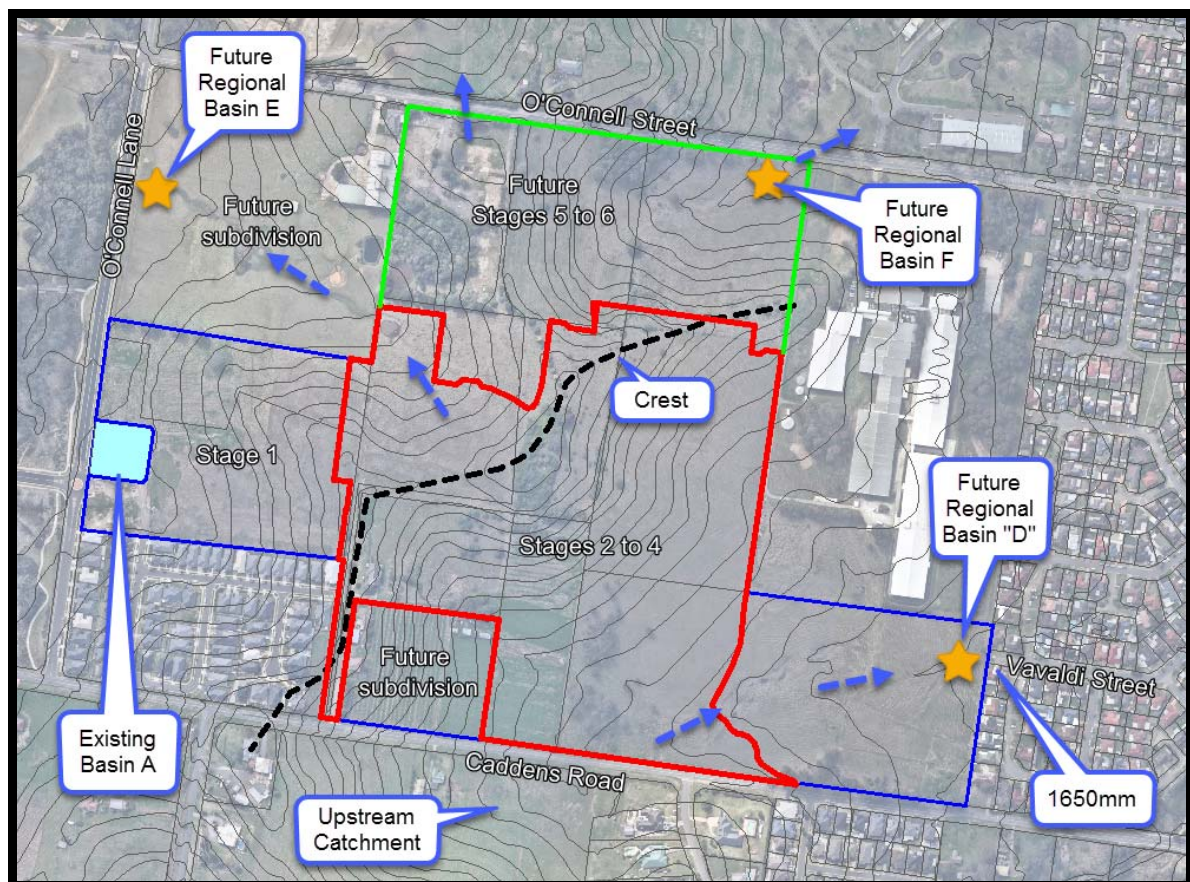 Future
Regional
Basin E
O'Connell Street
O'Connell Lane
Future
subdivision
Future
Stages 5 to 6
Future
Regional
Basin F
Crest
Stage 1
Stages 2 to 4
Future
Regional
Basin "D"
Future
subdivision
Vavaldi Street
Existing
Basin A
Caddens Road
Upstream
Catchment
1650mm